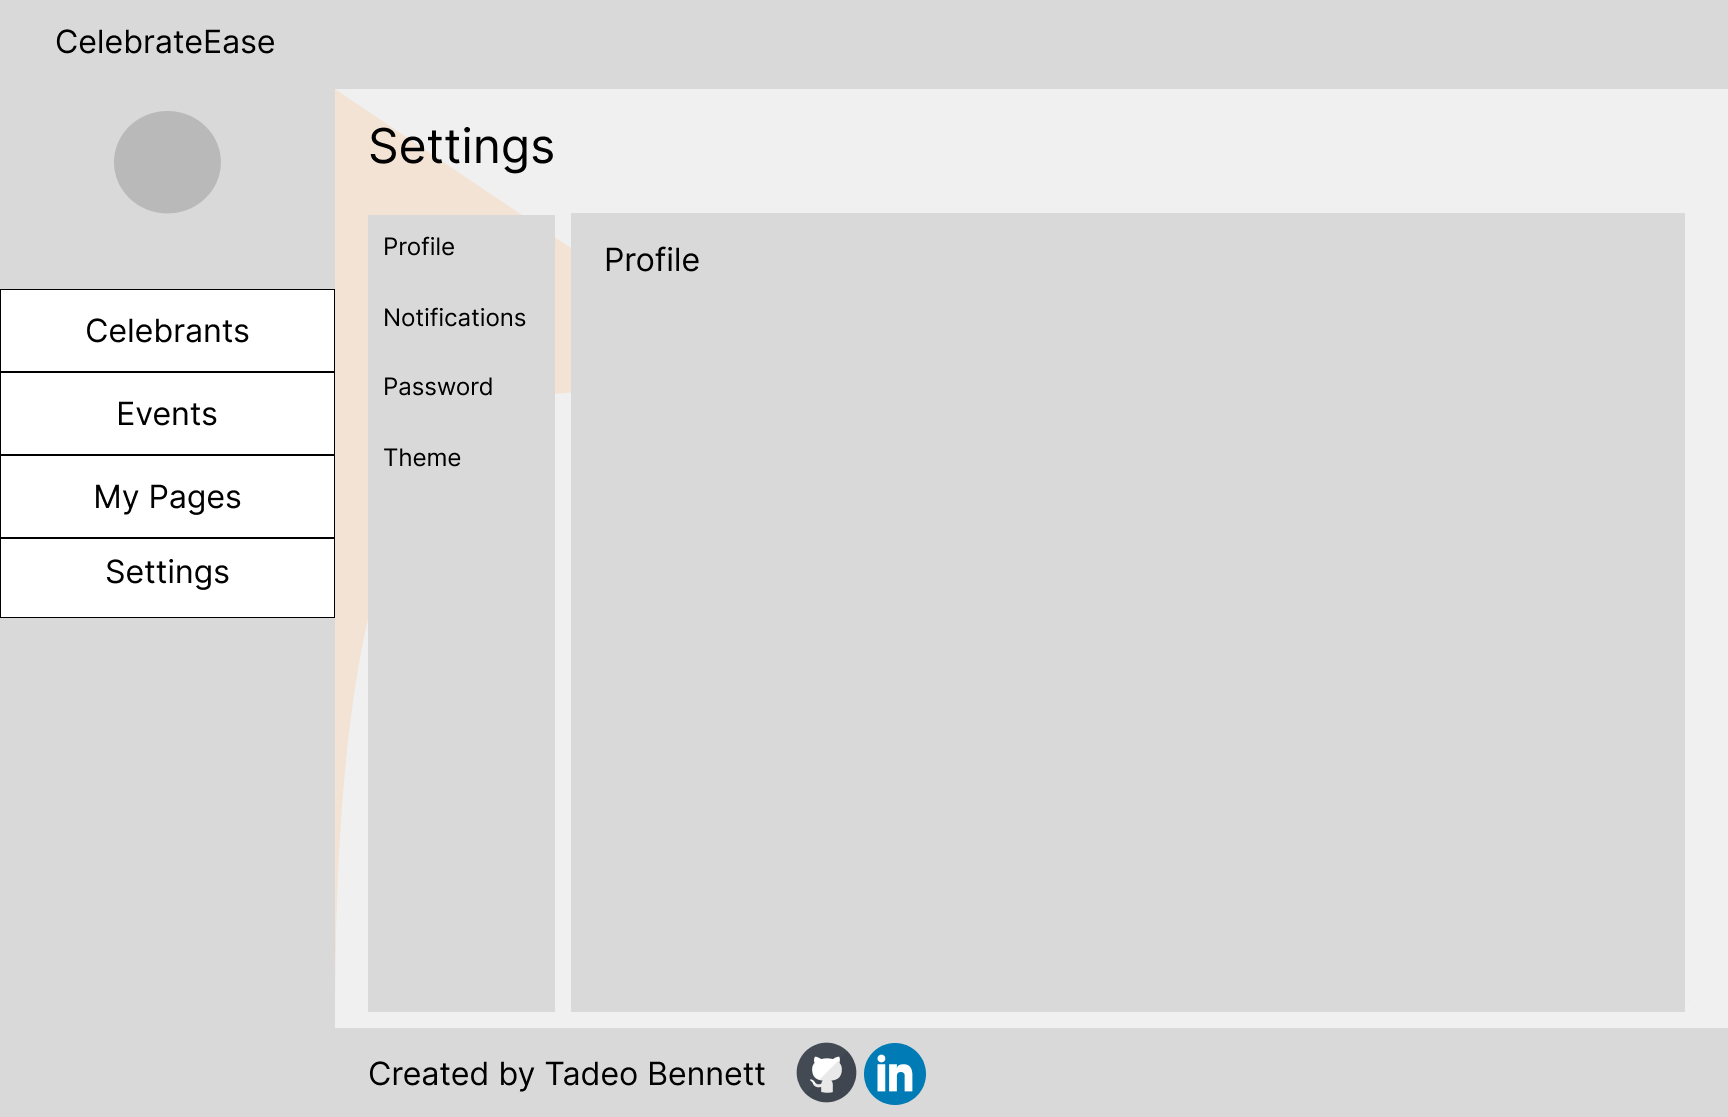 CelebrateEase
Celebrants
Events
My Pages
Settings
Settings
Profile
Notifications
Password
Theme
Profile
Created by Tadeo Bennett
in